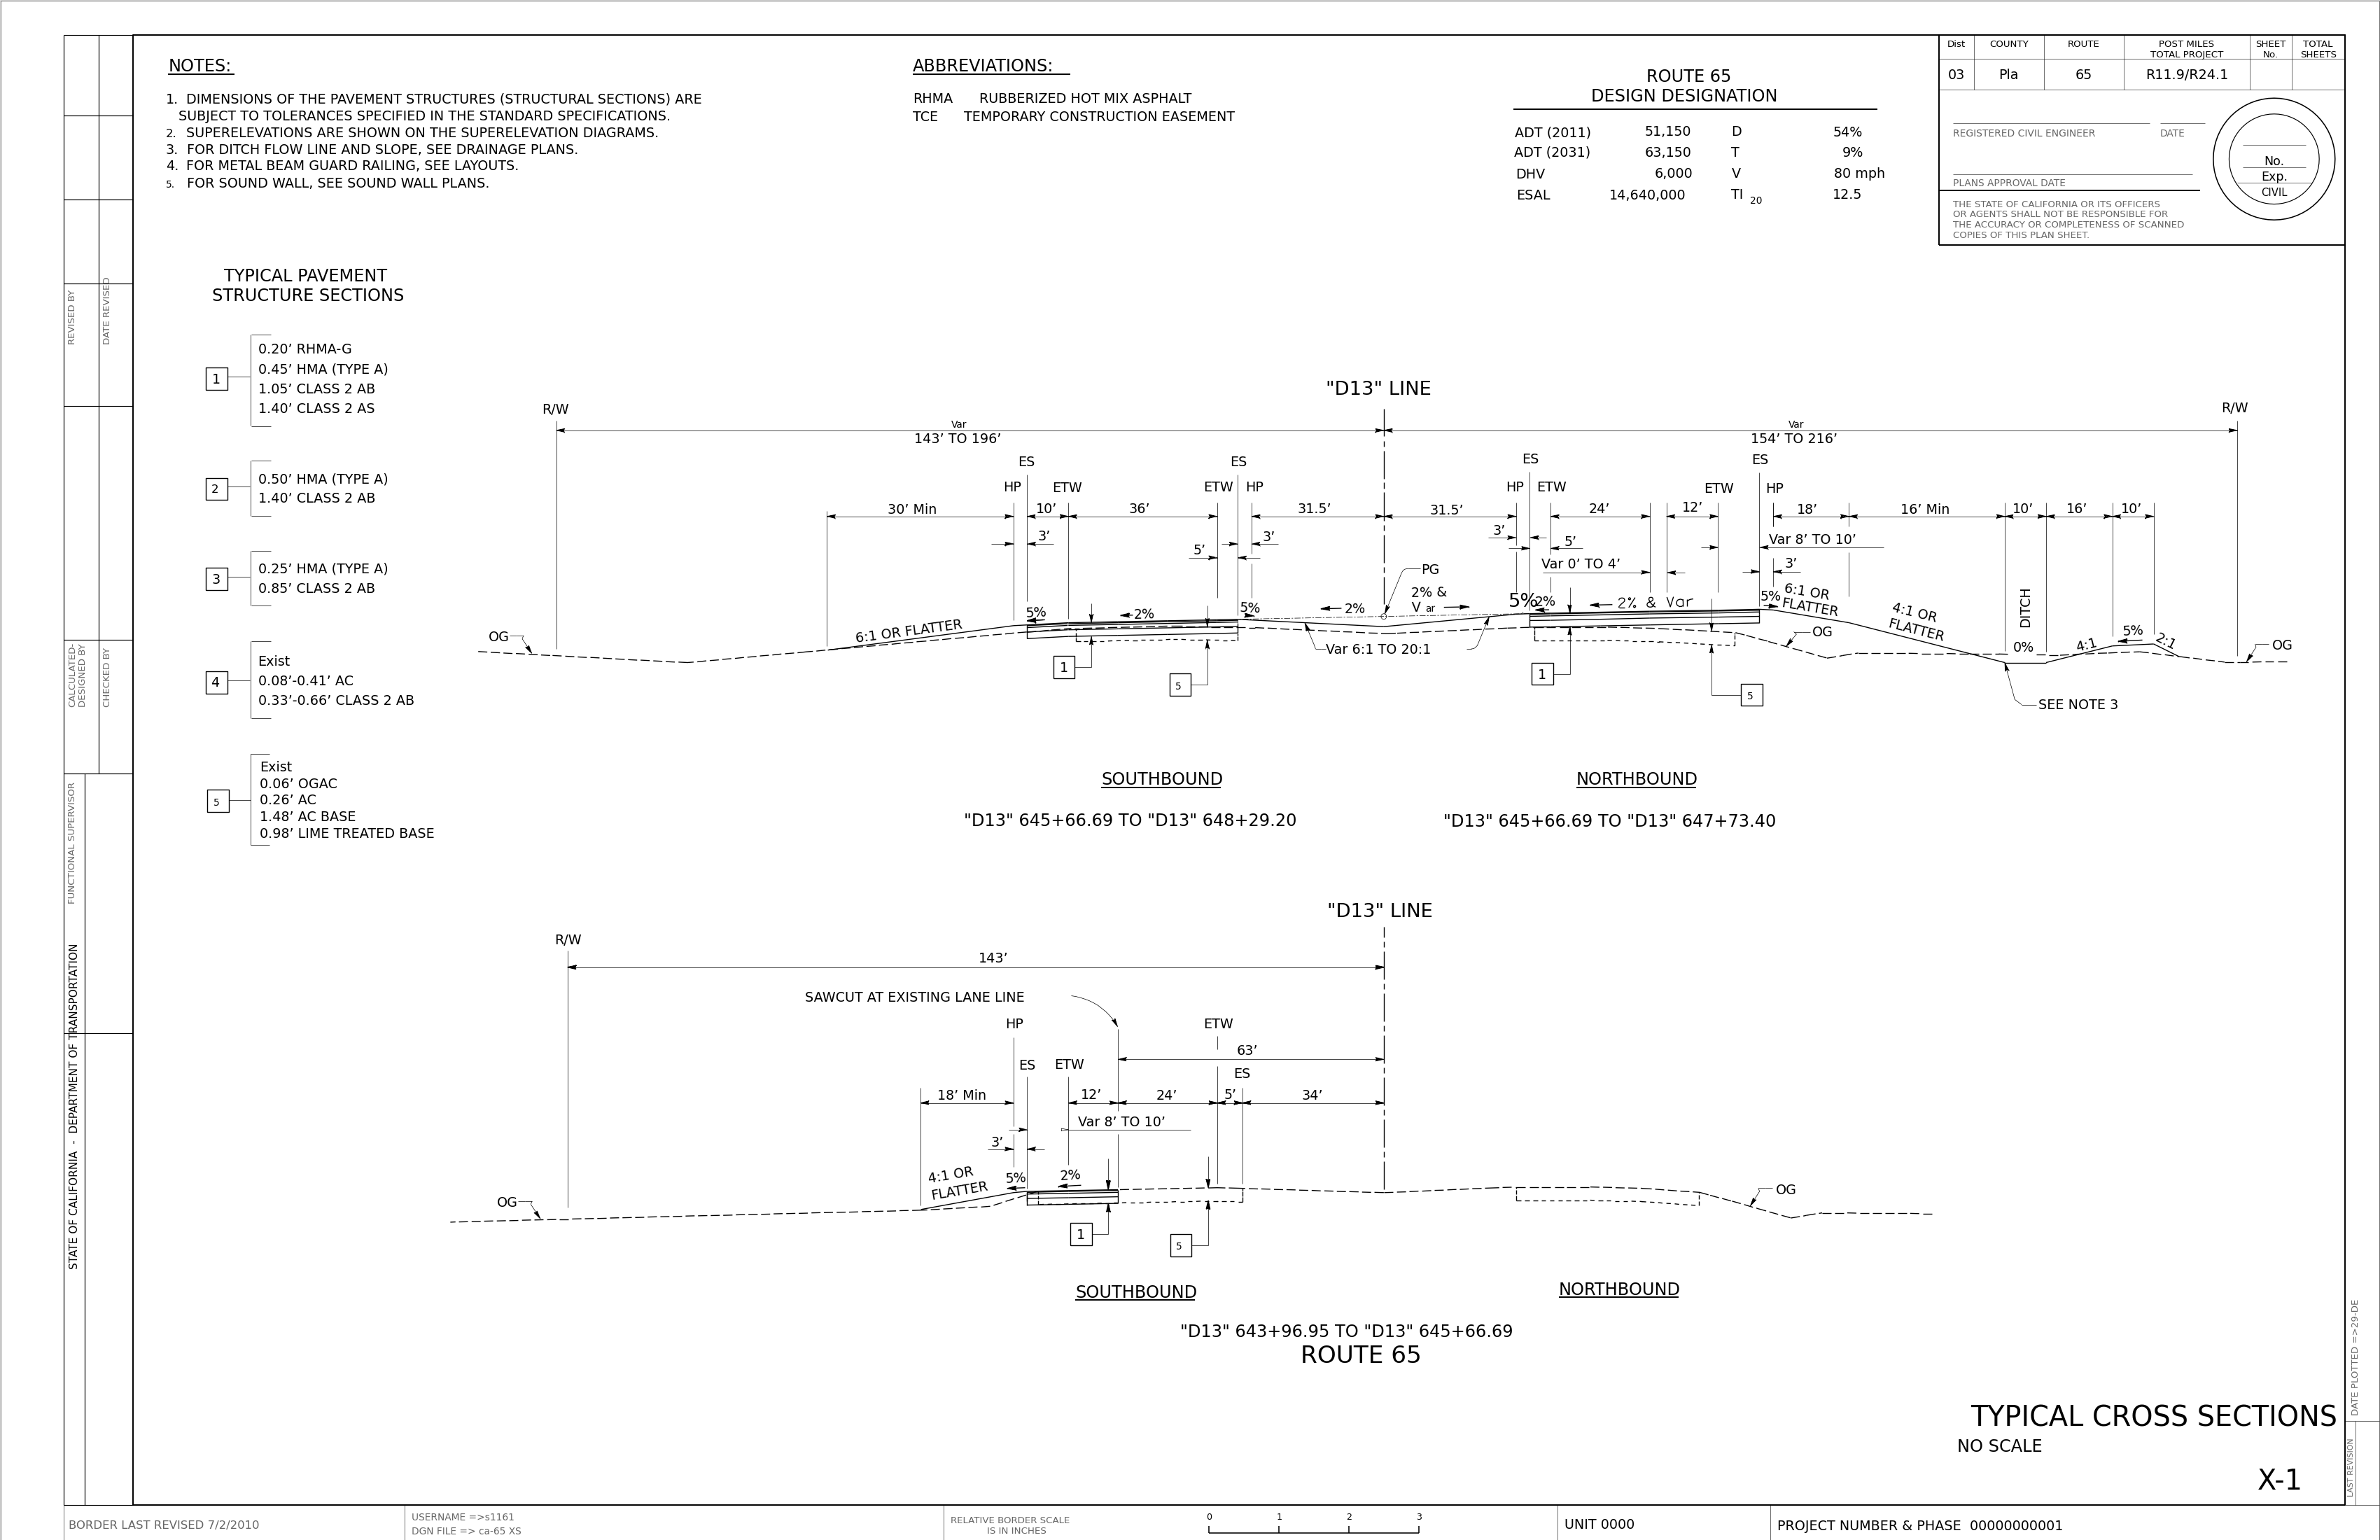 NOTES:
1. DIMENSIONS OF THE PAVEMENT STRUCTURES (STRUCTURAL SECTIONS) ARE
SUBJECT TO TOLERANCES SPECIFIED IN THE STANDARD SPECIFICATIONS.
2. SUPERELEVATIONS ARE SHOWN ON THE SUPERELEVATION DIAGRAMS.
3. FOR DITCH FLOW LINE AND SLOPE, SEE DRAINAGE PLANS.
4. FOR METAL BEAM GUARD RAILING, SEE LAYOUTS.
5. FOR SOUND WALL, SEE SOUND WALL PLANS.
ABBREVIATIONS:
RHMA RUBBERIZED HOT MIX ASPHALT
TCE TEMPORARY CONSTRUCTION EASEMENT
ROUTE 65
DESIGN DESIGNATION
ADT (2011) 51,150 D 54%
ADT (2031) 63,150 T 9%
DHV 6,000 V 80 mph
ESAL 14,640,000 TI 20 12.5
Dist COUNTY ROUTE POST MILES TOTAL PROJECT SHEET No. TOTAL SHEETS
03 Pla 65 R11.9/R24.1
REGISTERED CIVIL ENGINEER DATE
PLANS APPROVAL DATE
No.
Exp.
CIVIL
THE STATE OF CALIFORNIA OR ITS OFFICERS
OR AGENTS SHALL NOT BE RESPONSIBLE FOR
THE ACCURACY OR COMPLETENESS OF SCANNED
COPIES OF THIS PLAN SHEET.
TYPICAL PAVEMENT
STRUCTURE SECTIONS
1
0.20’ RHMA-G
0.45’ HMA (TYPE A)
1.05’ CLASS 2 AB
1.40’ CLASS 2 AS
2
0.50’ HMA (TYPE A)
1.40’ CLASS 2 AB
3
0.25’ HMA (TYPE A)
0.85’ CLASS 2 AB
4
Exist
0.08’-0.41’ AC
0.33’-0.66’ CLASS 2 AB
5
Exist
0.06’ OGAC
0.26’ AC
1.48’ AC BASE
0.98’ LIME TREATED BASE
"D13" LINE
R/W R/W
Var Var
143’ TO 196’ 154’ TO 216’
ES ES ES ES
HP ETW ETW HP HP ETW ETW HP
30’ Min 10’ 36’ 31.5’ 31.5’ 24’ 12’ 18’ 16’ Min 10’ 16’ 10’
3’ 5’ 3’ 3’ 5’ Var 8’ TO 10’
Var 0’ TO 4’ 3’
PG
5% 2% 5% 2% 2% & Var 5% 2% 2% & Var 5% 6:1 OR FLATTER
4:1 OR FLATTER
DITCH
0% 4:1 5% 2:1
OG 6:1 OR FLATTER Var 6:1 TO 20:1 OG OG
1 5 1 5
SEE NOTE 3
SOUTHBOUND NORTHBOUND
"D13" 645+66.69 TO "D13" 648+29.20 "D13" 645+66.69 TO "D13" 647+73.40
"D13" LINE
R/W
143’
SAWCUT AT EXISTING LANE LINE
HP ETW
63’
ES ETW ES
18’ Min 12’ 24’ 5’ 34’
Var 8’ TO 10’
3’
4:1 OR FLATTER 5% 2%
OG OG
1 5
SOUTHBOUND NORTHBOUND
"D13" 643+96.95 TO "D13" 645+66.69
ROUTE 65
TYPICAL CROSS SECTIONS
NO SCALE
X-1
REVISED BY
DATE REVISED
CALCULATED-
DESIGNED BY
CHECKED BY
FUNCTIONAL SUPERVISOR
STATE OF CALIFORNIA - DEPARTMENT OF TRANSPORTATION
DATE PLOTTED =>29-DE
LAST REVISION
BORDER LAST REVISED 7/2/2010
USERNAME =>s1161
DGN FILE => ca-65 XS
RELATIVE BORDER SCALE
IS IN INCHES
0 1 2 3
UNIT 0000
PROJECT NUMBER & PHASE 00000000001